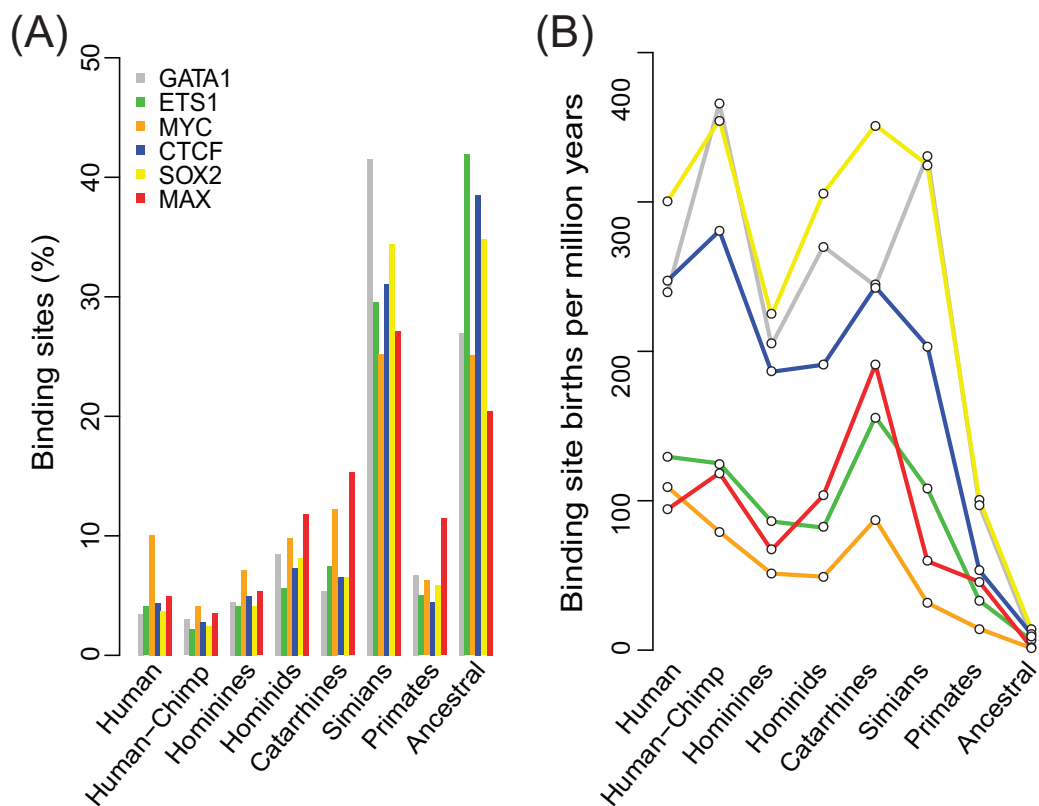 (A)
Binding sites (%)
50
40
30
20
10
0
GATA1
ETS1
MYC
CTCF
SOX2
MAX
Human
Human−Chimp
Hominines
Hominids
Catarrhines
Simians
Primates
Ancestral
(B)
Binding site births per million years
400
300
200
100
0
Human
Human−Chimp
Hominines
Hominids
Catarrhines
Simians
Primates
Ancestral